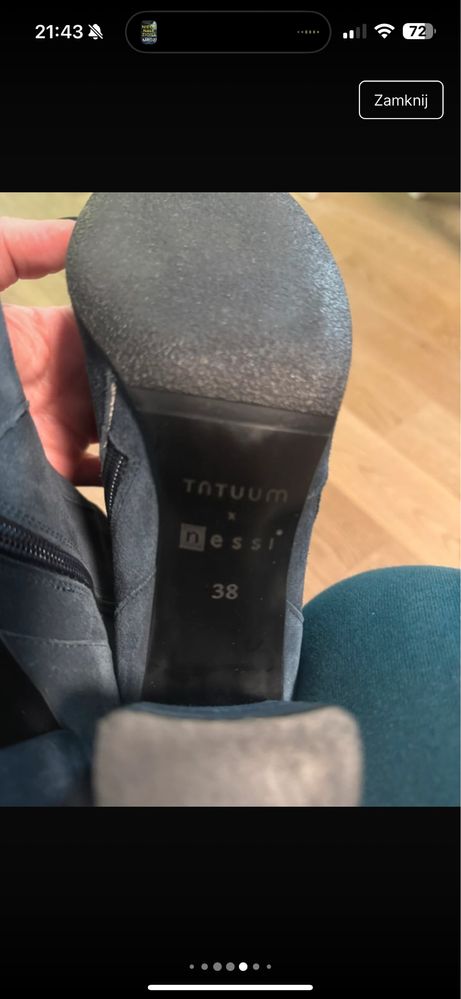 21:43
72
Zamknij
TATUUM
x
nessi
38